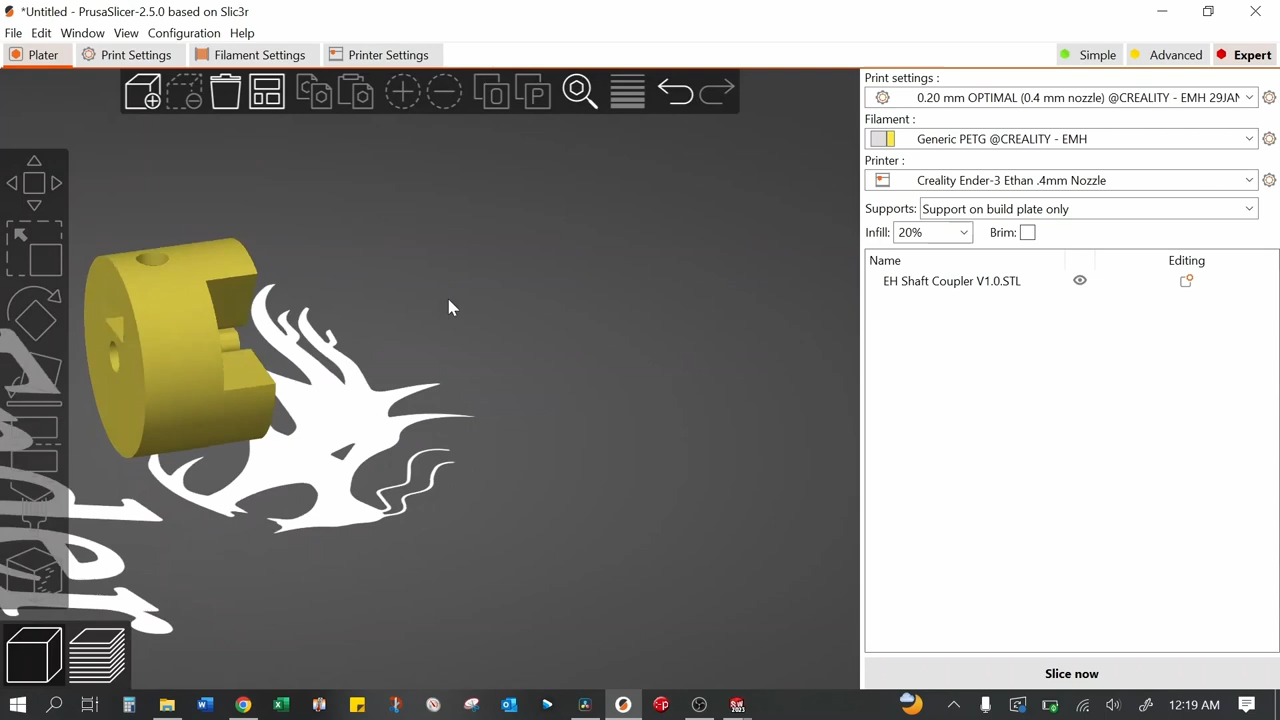 *Untitled - PrusaSlicer-2.5.0 based on Slic3r
File Edit Window View Configuration Help
Plater Print Settings Filament Settings Printer Settings Simple Advanced Expert
Print settings :
0.20 mm OPTIMAL (0.4 mm nozzle) @CREALITY - EMH 29JAN
Filament :
Generic PETG @CREALITY - EMH
Printer :
Creality Ender-3 Ethan .4mm Nozzle
Supports: Support on build plate only
Infill: 20% Brim:
Name Editing
EH Shaft Coupler V1.0.STL
Slice now
12:19 AM